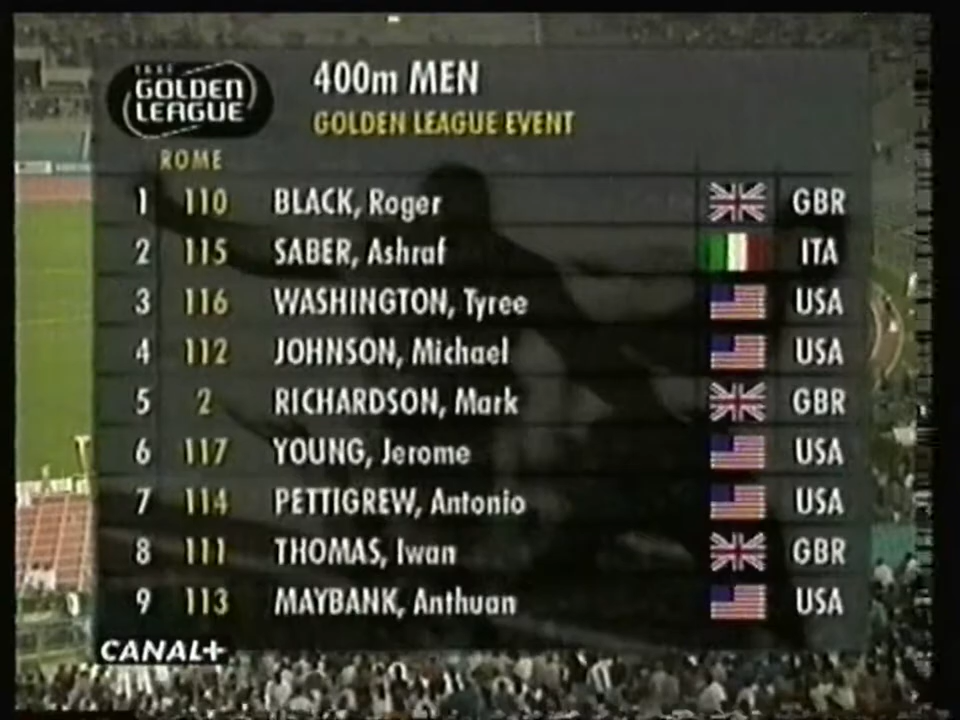 IAAF
GOLDEN
LEAGUE
400m MEN
GOLDEN LEAGUE EVENT
ROME
1 110 BLACK, Roger GBR
2 115 SABER, Ashraf ITA
3 116 WASHINGTON, Tyree USA
4 112 JOHNSON, Michael USA
5 2 RICHARDSON, Mark GBR
6 117 YOUNG, Jerome USA
7 114 PETTIGREW, Antonio USA
8 111 THOMAS, Iwan GBR
9 113 MAYBANK, Anthuan USA
CANAL+